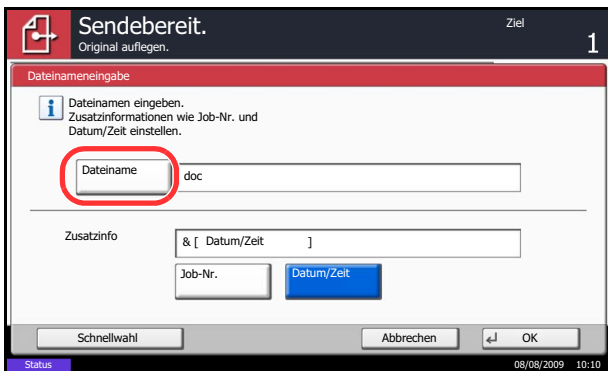 Sendebereit.
Ziel
Original auflegen.
1
Dateinameneingabe
Dateinamen eingeben.
Zusatzinformationen wie Job-Nr. und
Datum/Zeit einstellen.
Dateiname
doc
Zusatzinfo
& [ Datum/Zeit ]
Job-Nr.
Datum/Zeit
Schnellwahl
Abbrechen
OK
Status
08/08/2009 10:10